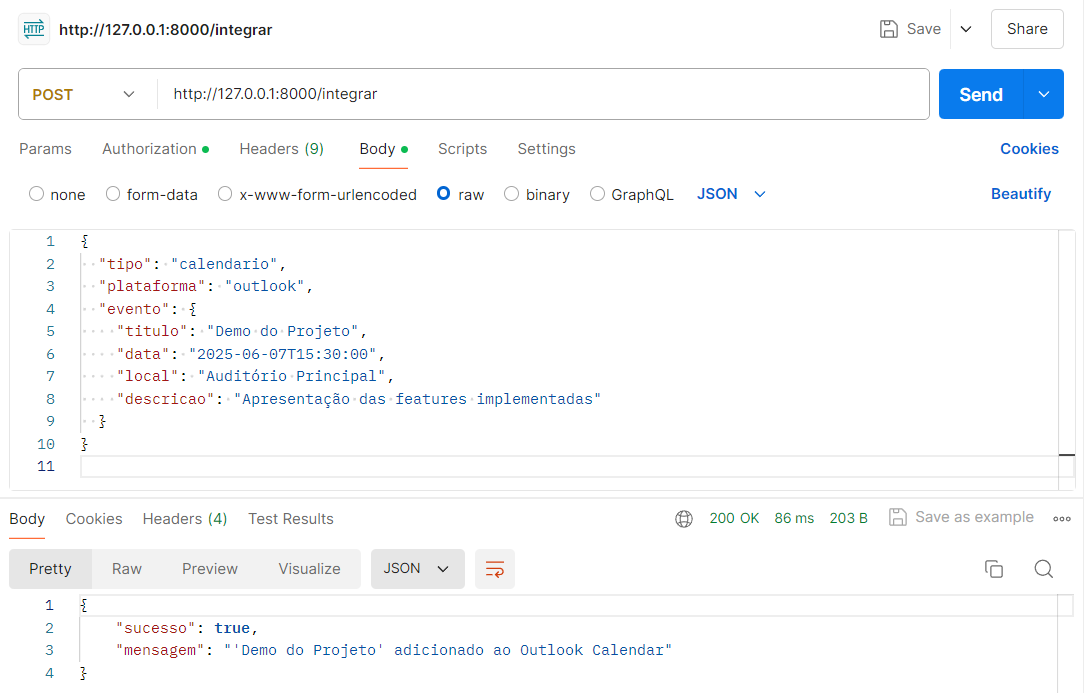 HTTP http://127.0.0.1:8000/integrar Save Share
POST http://127.0.0.1:8000/integrar Send
Params Authorization Headers (9) Body Scripts Settings Cookies
none form-data x-www-form-urlencoded raw binary GraphQL JSON Beautify
1 {
2 "tipo": "calendario",
3 "plataforma": "outlook",
4 "evento": {
5 "titulo": "Demo do Projeto",
6 "data": "2025-06-07T15:30:00",
7 "local": "Auditório Principal",
8 "descricao": "Apresentação das features implementadas"
9 }
10 }
11
Body Cookies Headers (4) Test Results 200 OK 86 ms 203 B Save as example
Pretty Raw Preview Visualize JSON
1 {
2 "sucesso": true,
3 "mensagem": "'Demo do Projeto' adicionado ao Outlook Calendar"
4 }